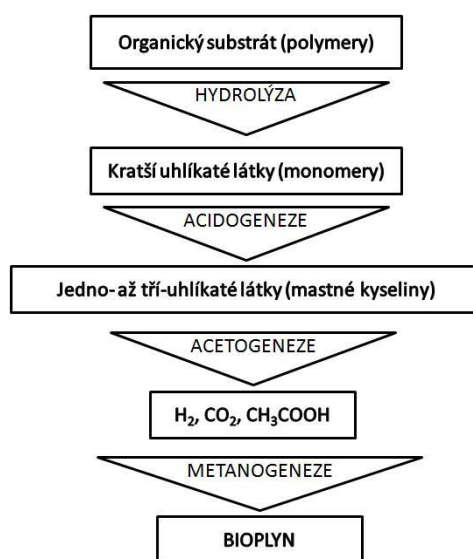 Organický substrát (polymery)
HYDROLÝZA
Kratší uhlíkaté látky (monomery)
ACIDOGENEZE
Jedno- až tří-uhlíkaté látky (mastné kyseliny)
ACETOGENEZE
H₂, CO₂, CH₃COOH
METANOGENEZE
BIOPLYN